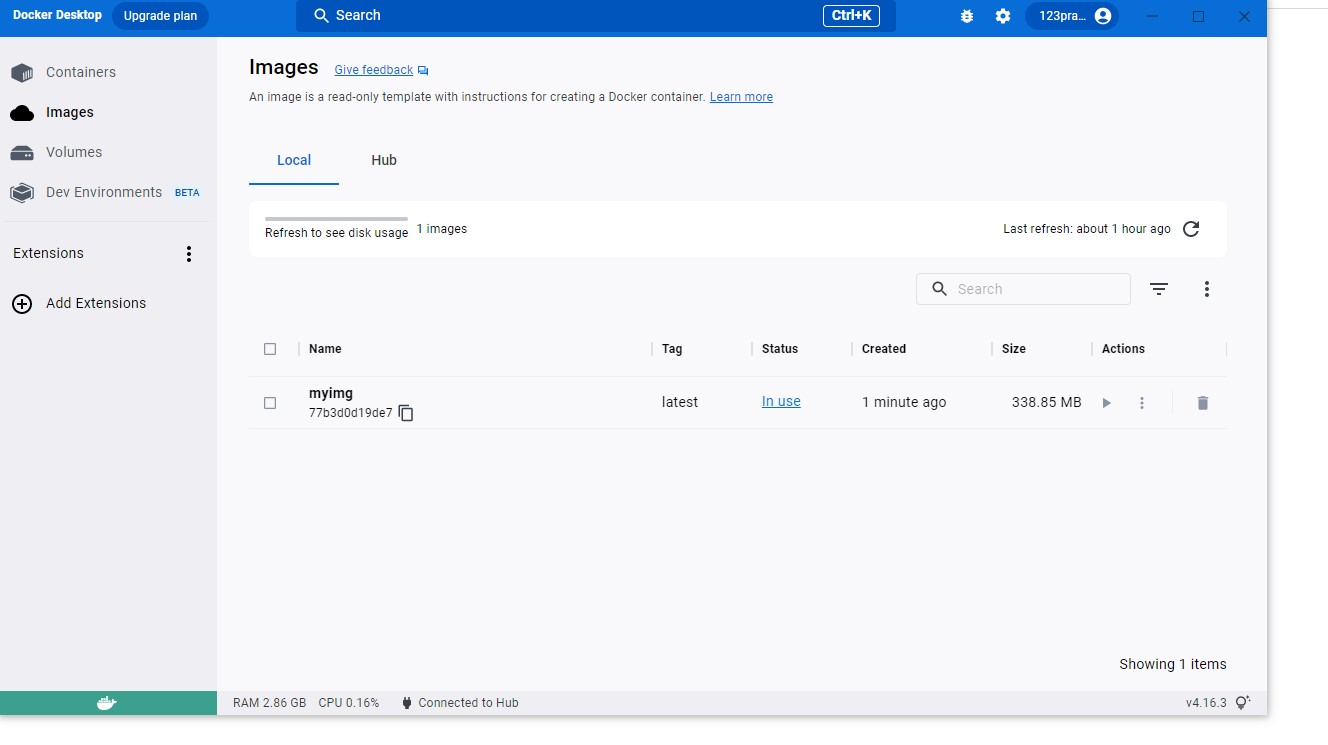 Docker Desktop Upgrade plan Search Ctrl+K 123pra...
Containers
Images
Volumes
Dev Environments BETA
Extensions
Add Extensions
Images Give feedback
An image is a read-only template with instructions for creating a Docker container. Learn more
Local Hub
Refresh to see disk usage 1 images Last refresh: about 1 hour ago
Search
Name Tag Status Created Size Actions
myimg
77b3d0d19de7 latest In use 1 minute ago 338.85 MB
Showing 1 items
RAM 2.86 GB CPU 0.16% Connected to Hub v4.16.3